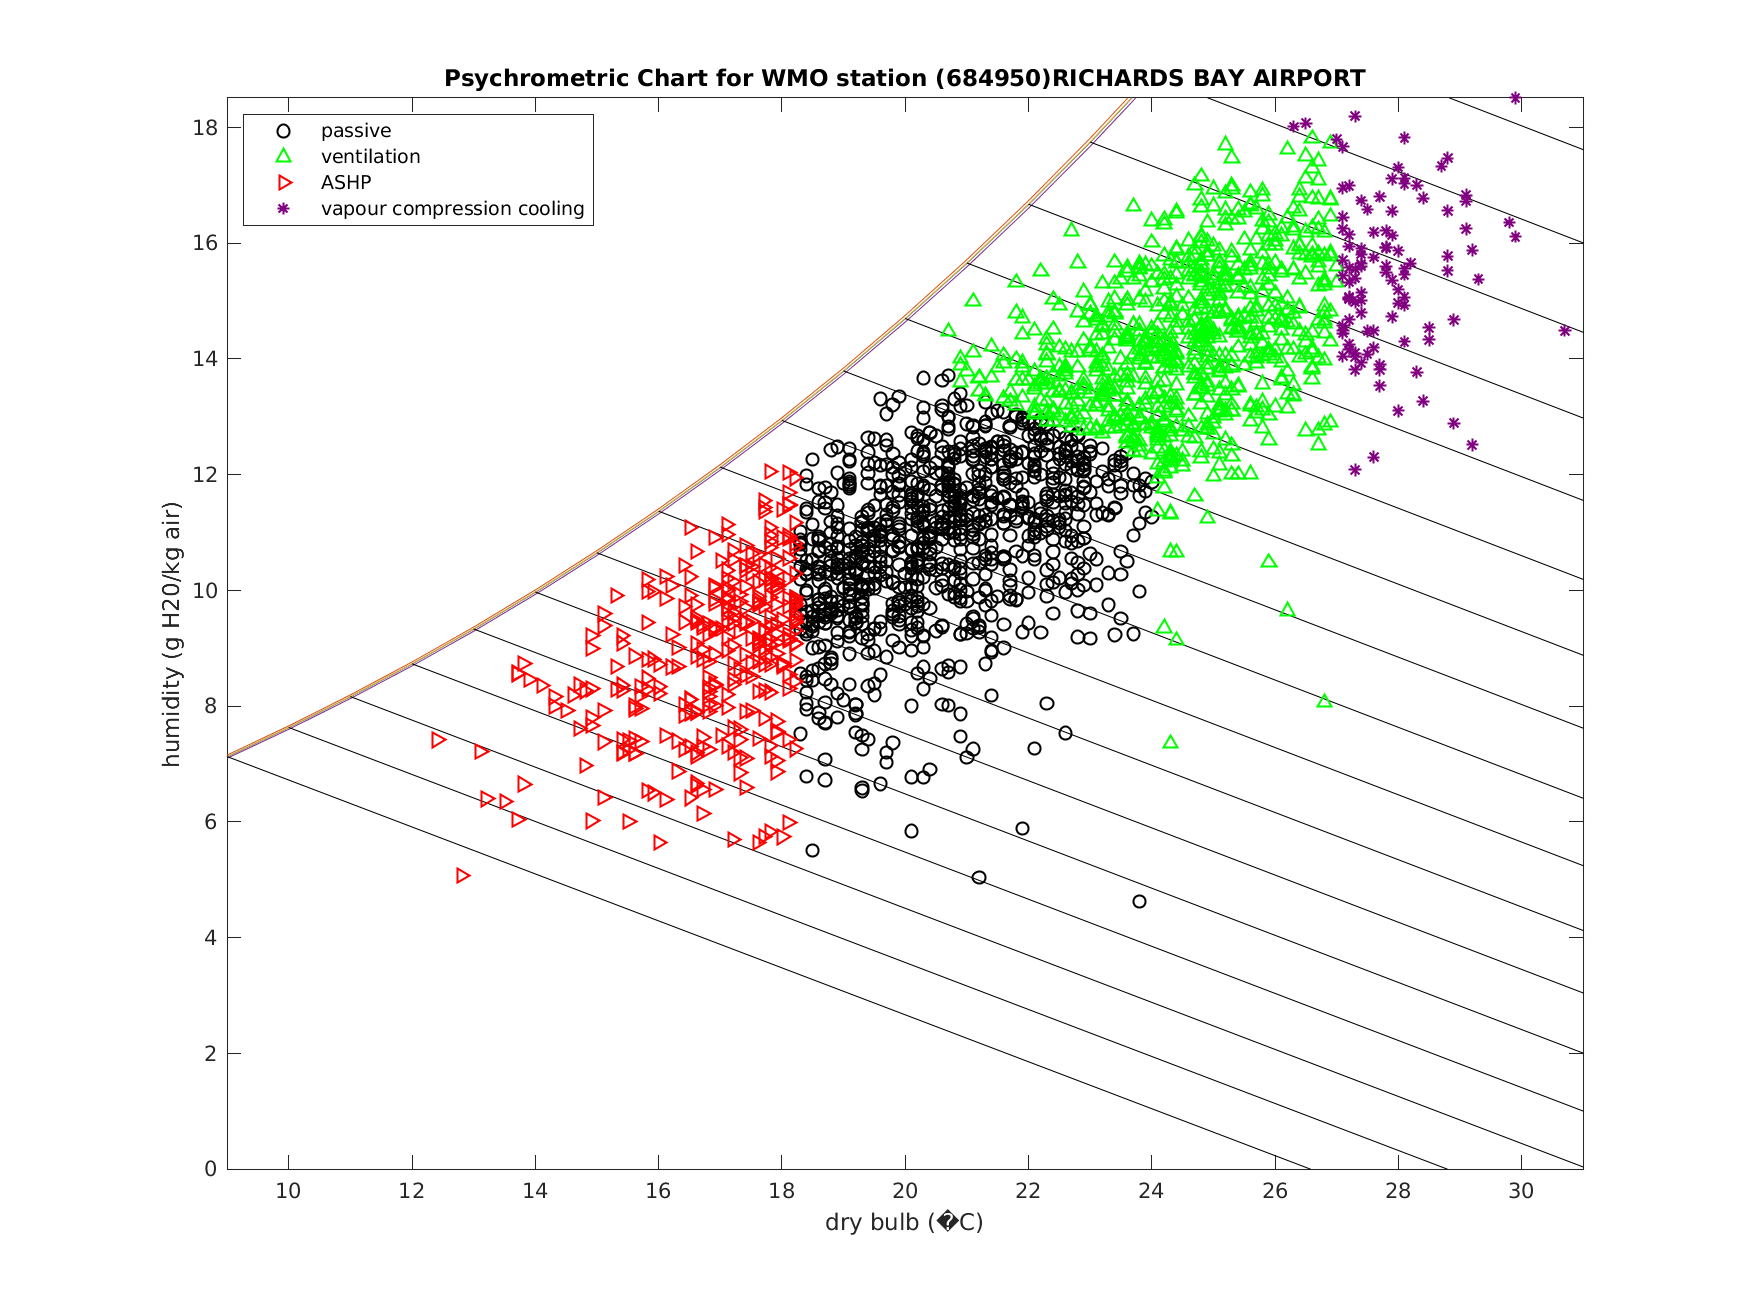 Psychrometric Chart for WMO station (684950)RICHARDS BAY AIRPORT
passive
ventilation
ASHP
vapour compression cooling
humidity (g H20/kg air)
18
16
14
12
10
8
6
4
2
0
10 12 14 16 18 20 22 24 26 28 30
dry bulb (�C)